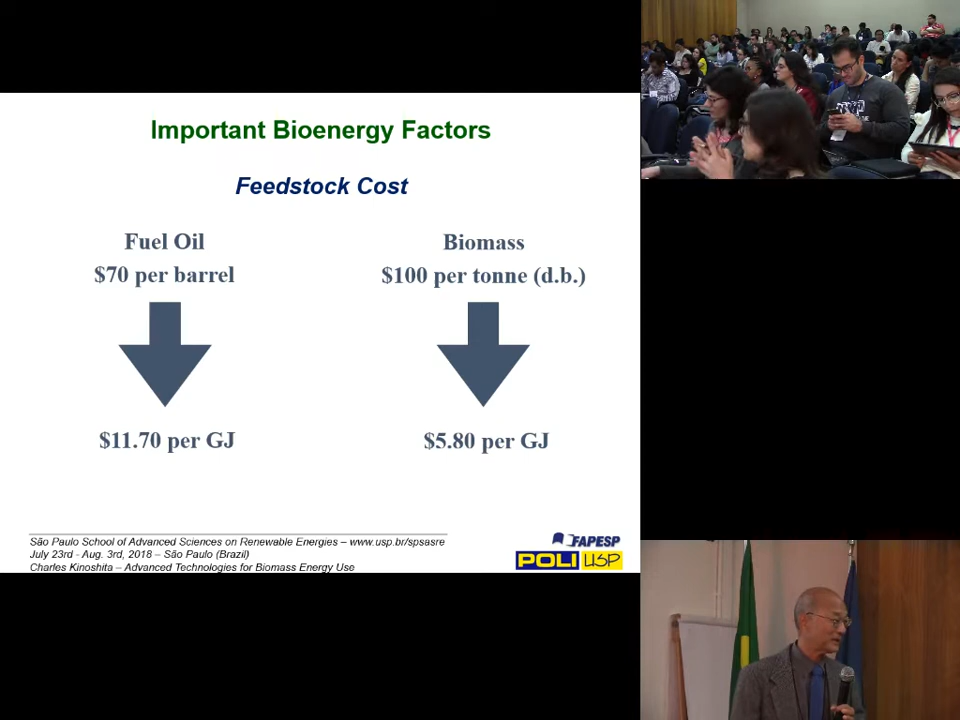 Important Bioenergy Factors
Feedstock Cost
Fuel Oil
$70 per barrel
Biomass
$100 per tonne (d.b.)
$11.70 per GJ
$5.80 per GJ
São Paulo School of Advanced Sciences on Renewable Energies – www.usp.br/spsasre
July 23rd - Aug. 3rd, 2018 – São Paulo (Brazil)
Charles Kinoshita – Advanced Technologies for Biomass Energy Use
FAPESP
POLI USP